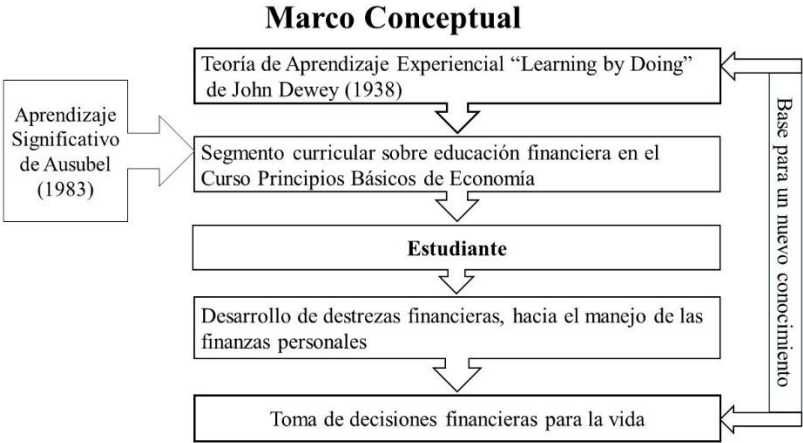 Marco Conceptual
Teoría de Aprendizaje Experiencial “Learning by Doing”
de John Dewey (1938)
Aprendizaje
Significativo
de Ausubel
(1983)
Segmento curricular sobre educación financiera en el
Curso Principios Básicos de Economía
Estudiante
Desarrollo de destrezas financieras, hacia el manejo de las
finanzas personales
Toma de decisiones financieras para la vida
Base para un nuevo conocimiento